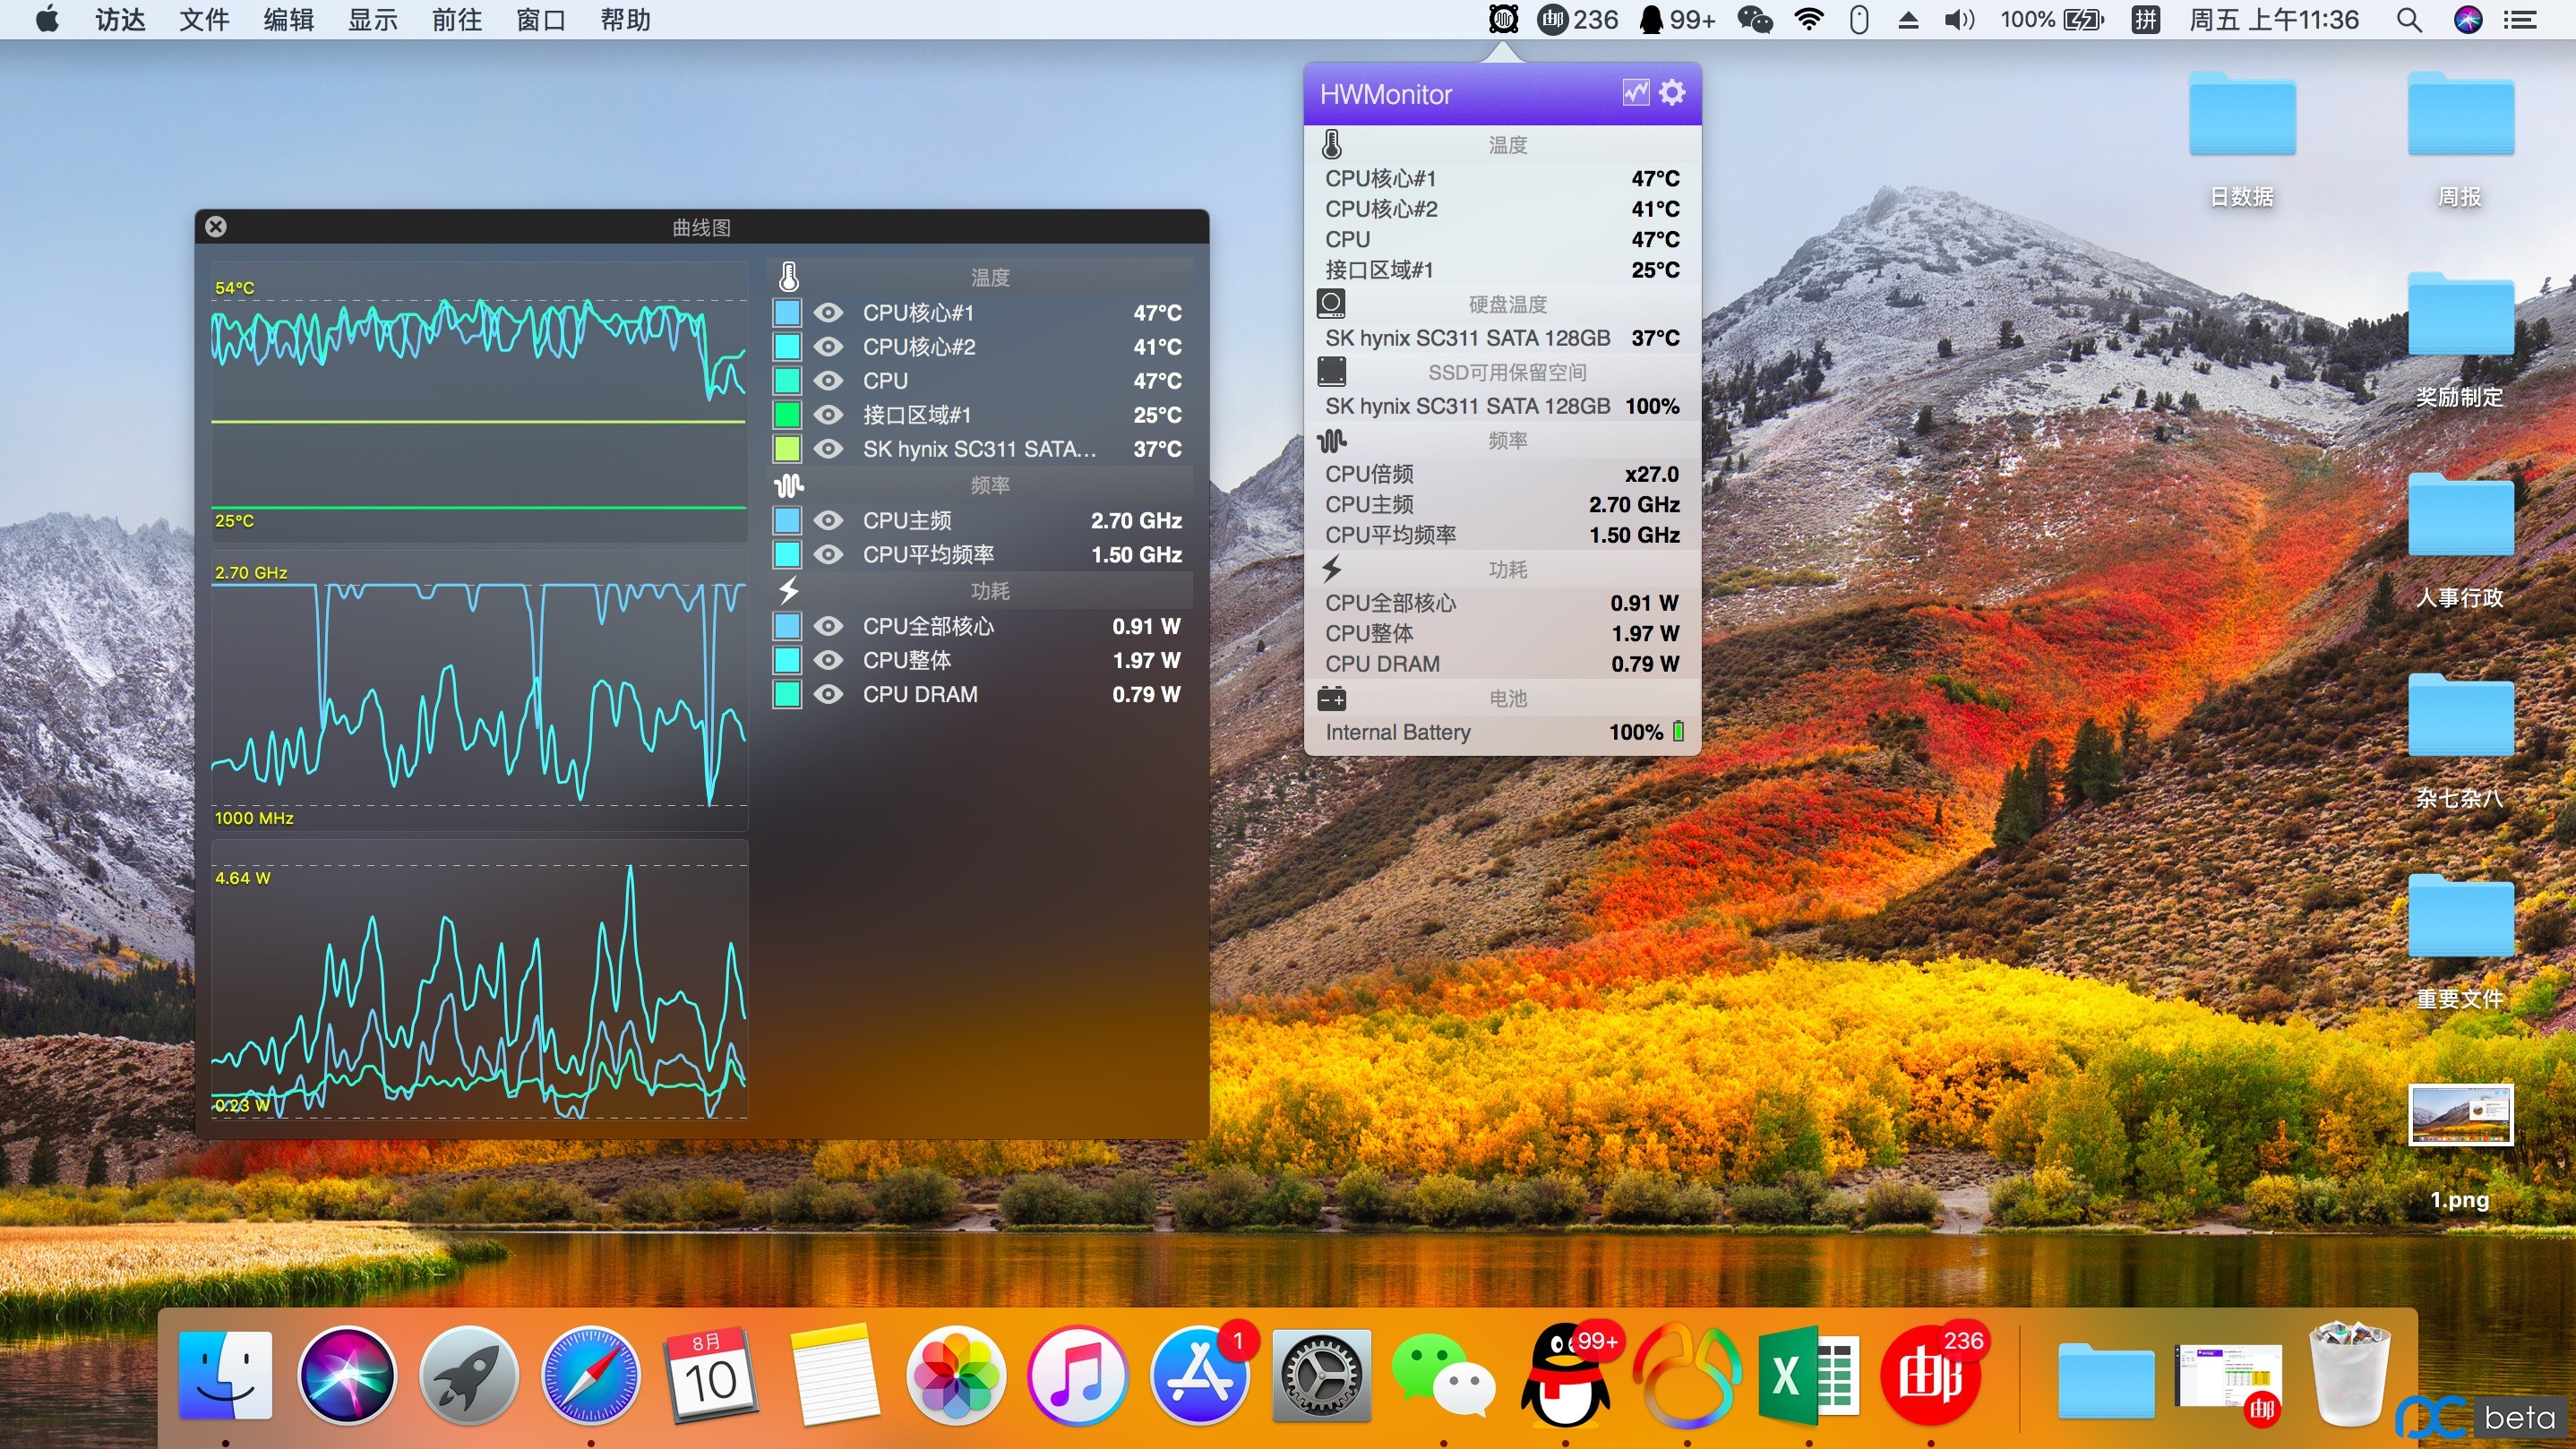 访达 文件 编辑 显示 前往 窗口 帮助 236 99+ 100% 拼 周五 上午11:36
HWMonitor
温度
CPU核心#1 47°C
CPU核心#2 41°C
CPU 47°C
接口区域#1 25°C
硬盘温度
SK hynix SC311 SATA 128GB 37°C
SSD可用保留空间
SK hynix SC311 SATA 128GB 100%
频率
CPU倍频 x27.0
CPU主频 2.70 GHz
CPU平均频率 1.50 GHz
功耗
CPU全部核心 0.91 W
CPU整体 1.97 W
CPU DRAM 0.79 W
电池
Internal Battery 100%
曲线图
54°C
25°C
2.70 GHz
1000 MHz
4.64 W
0.23 W
温度
CPU核心#1 47°C
CPU核心#2 41°C
CPU 47°C
接口区域#1 25°C
SK hynix SC311 SATA... 37°C
频率
CPU主频 2.70 GHz
CPU平均频率 1.50 GHz
功耗
CPU全部核心 0.91 W
CPU整体 1.97 W
CPU DRAM 0.79 W
日数据 周报
奖励制定
人事行政
杂七杂八
重要文件
1.png
8月
10
1
99+
X
236
beta